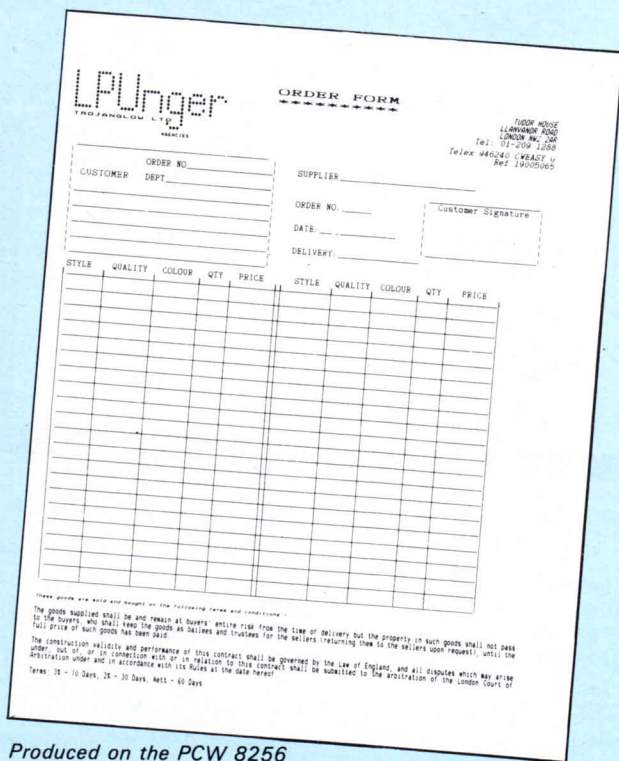 LPUnger
TROJANGLOW LTD
AGENCIES
ORDER FORM
**********
TUDOR HOUSE
LLANVANOR ROAD
LONDON NW2 2AR
Tel: 01-209 1288
Telex 946240 CWEASY G
Ref 19005065
ORDER NO.
CUSTOMER DEPT
SUPPLIER
ORDER NO.
DATE:
DELIVERY:
Customer Signature
STYLE QUALITY COLOUR QTY PRICE STYLE QUALITY COLOUR QTY PRICE
These goods are sold and bought on the following terms and conditions -
The goods supplied shall be and remain at buyers' entire risk from the time of delivery but the property in such goods shall not pass
to the buyers, who shall keep the goods as bailees and trustees for the sellers (returning them to the sellers upon request), until the
full price of such goods has been paid.
The construction validity and performance of this contract shall be governed by the Law of England, and all disputes which may arise
under, out of, or in connection with or in relation to this contract shall be submitted to the arbitration of the London Court of
Arbitration under and in accordance with its Rules at the date hereof.
Terms: 3% - 10 Days, 2% - 30 Days, Nett - 60 Days
Produced on the PCW 8256